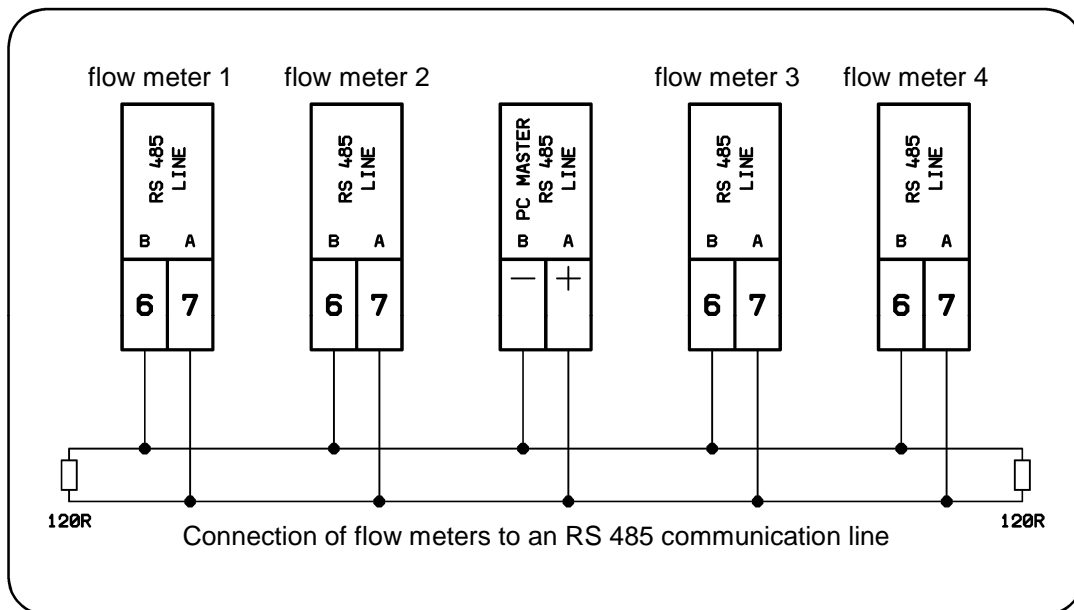 flow meter 1
flow meter 2
flow meter 3
flow meter 4
RS 485
LINE
B A
6 7
RS 485
LINE
B A
6 7
PC MASTER
RS 485
LINE
B A
— +
RS 485
LINE
B A
6 7
RS 485
LINE
B A
6 7
120R
120R
Connection of flow meters to an RS 485 communication line